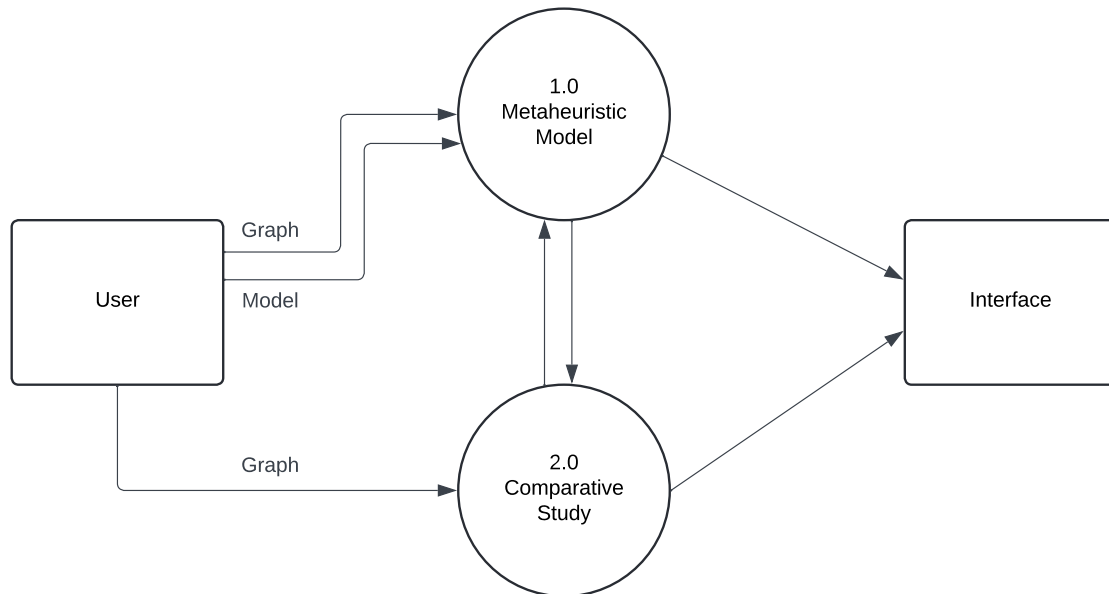 1.0
Metaheuristic
Model
Graph
User
Model
Interface
Graph
2.0
Comparative
Study